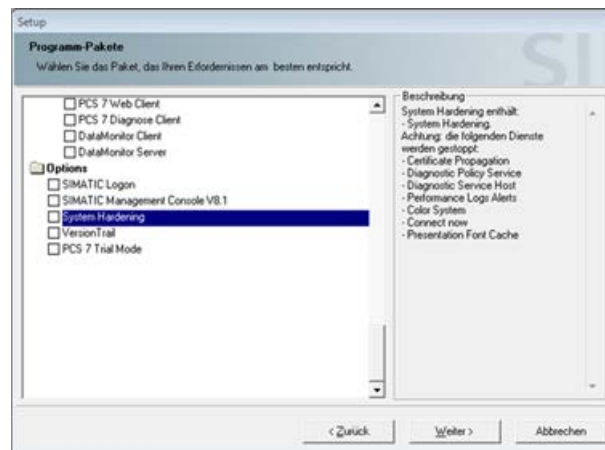 Setup
Programm-Pakete
Wählen Sie das Paket, das Ihren Erfordernissen am besten entspricht.
SI
PCS 7 Web Client
PCS 7 Diagnose Client
DataMonitor Client
DataMonitor Server
Options
SIMATIC Logon
SIMATIC Management Console V8.1
System Hardening
VersionTrail
PCS 7 Trial Mode
Beschreibung
System Hardening enthält:
- System Hardening.
Achtung: die folgenden Dienste
werden gestoppt:
- Certificate Propagation
- Diagnostic Policy Service
- Diagnostic Service Host
- Performance Logs Alerts
- Color System
- Connect now
- Presentation Font Cache
< Zurück
Weiter >
Abbrechen